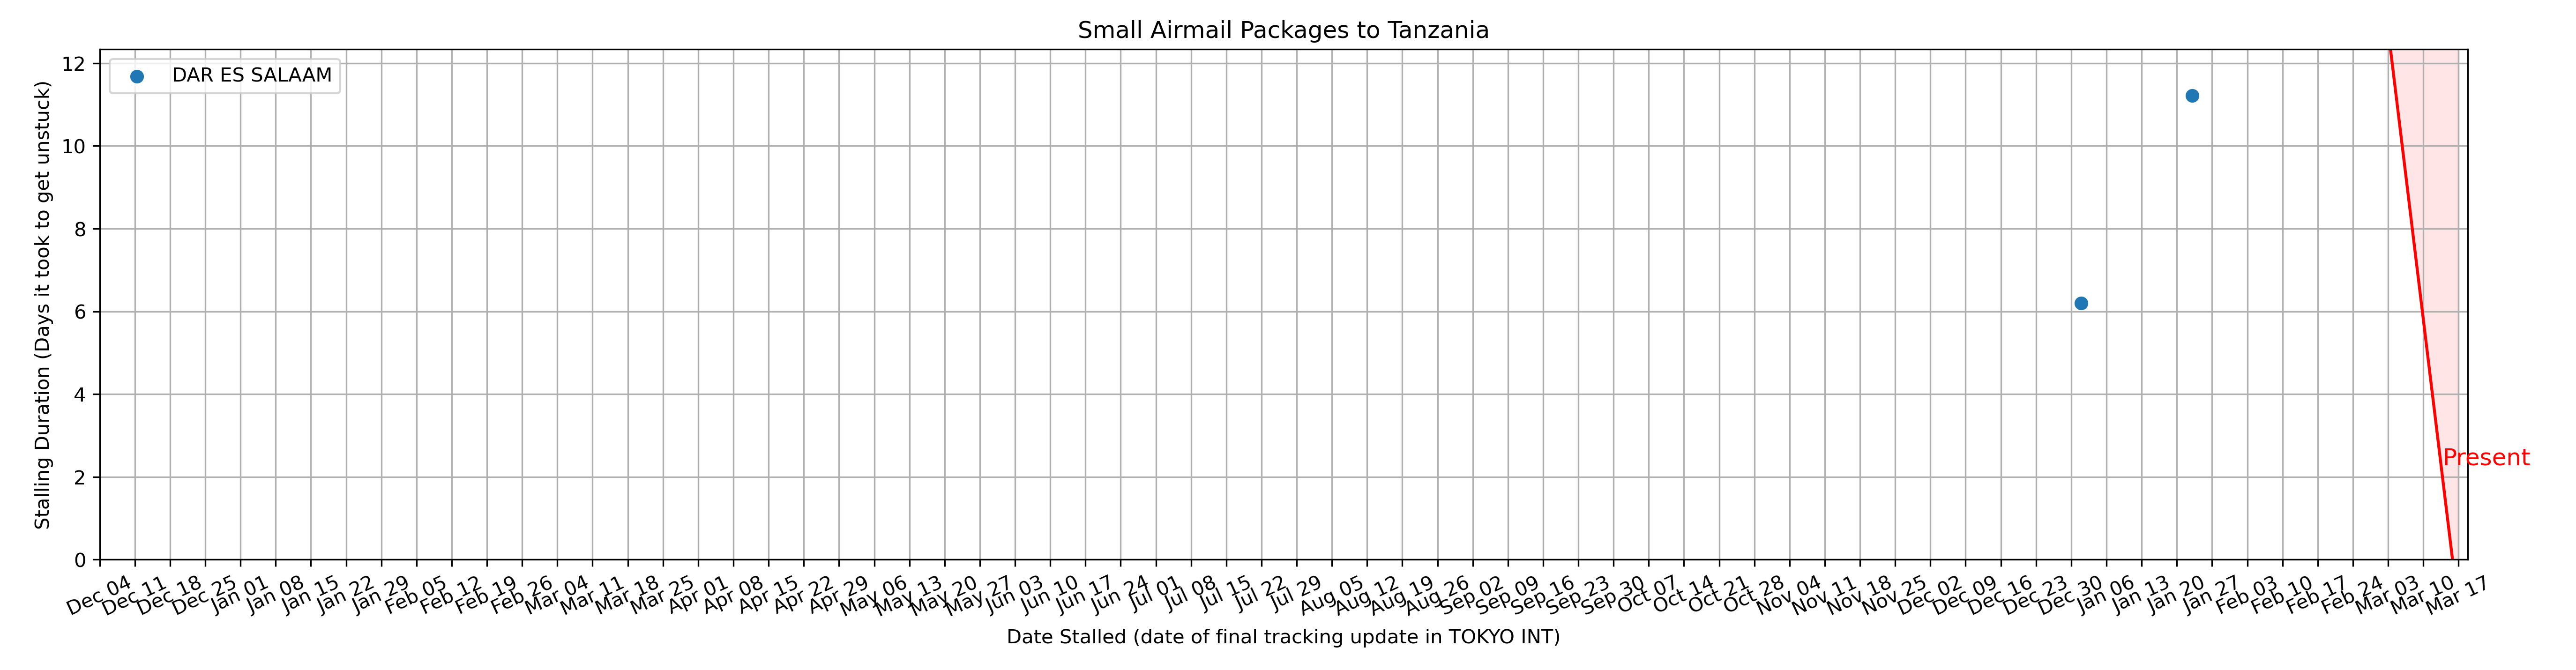 Small Airmail Packages to Tanzania
DAR ES SALAAM
Stalling Duration (Days it took to get unstuck)
12
10
8
6
4
2
0
Present
Dec 04
Dec 11
Dec 18
Dec 25
Jan 01
Jan 08
Jan 15
Jan 22
Jan 29
Feb 05
Feb 12
Feb 19
Feb 26
Mar 04
Mar 11
Mar 18
Mar 25
Apr 01
Apr 08
Apr 15
Apr 22
Apr 29
May 06
May 13
May 20
May 27
Jun 03
Jun 10
Jun 17
Jun 24
Jul 01
Jul 08
Jul 15
Jul 22
Jul 29
Aug 05
Aug 12
Aug 19
Aug 26
Sep 02
Sep 09
Sep 16
Sep 23
Sep 30
Oct 07
Oct 14
Oct 21
Oct 28
Nov 04
Nov 11
Nov 18
Nov 25
Dec 02
Dec 09
Dec 16
Dec 23
Dec 30
Jan 06
Jan 13
Jan 20
Jan 27
Feb 03
Feb 10
Feb 17
Feb 24
Mar 03
Mar 10
Mar 17
Date Stalled (date of final tracking update in TOKYO INT)